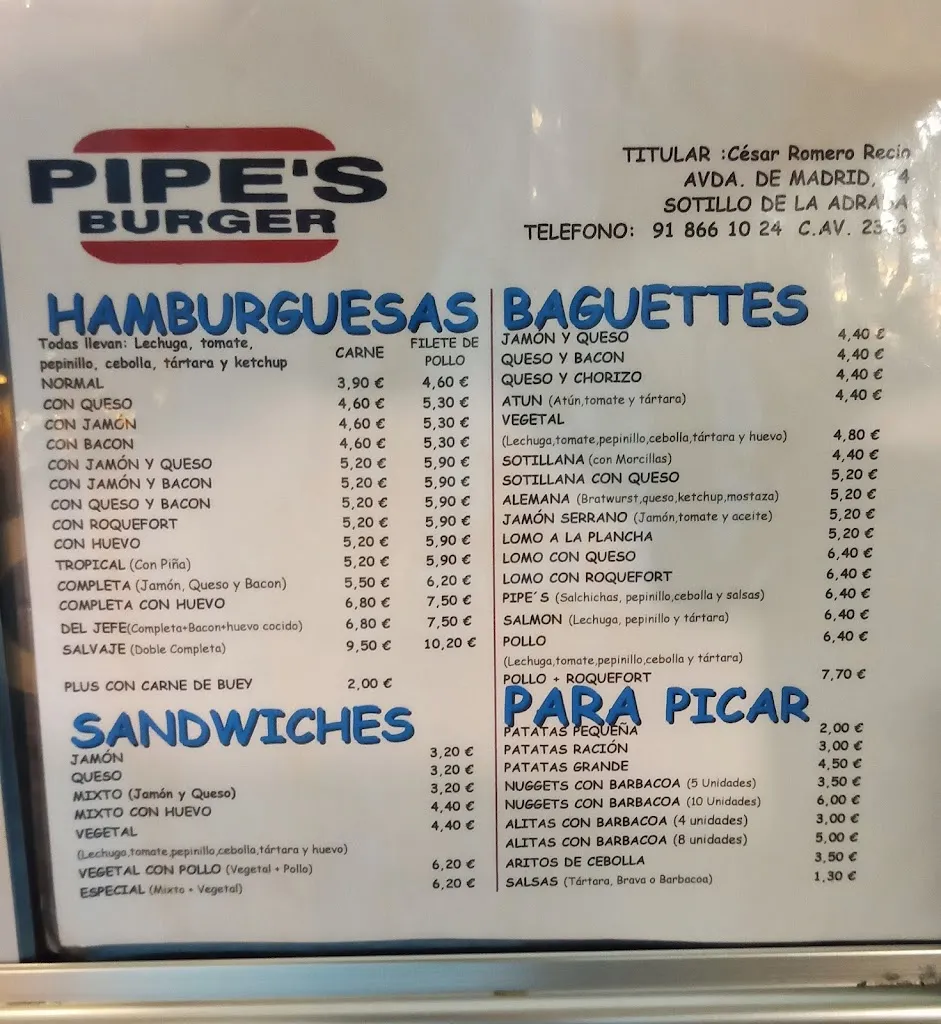 PIPE'S
BURGER
TITULAR :César Romero Recio
AVDA. DE MADRID,
SOTILLO DE LA ADRADA
TELEFONO: 91 866 10 24 C.AV.
HAMBURGUESAS
Todas llevan: Lechuga, tomate,
pepinillo, cebolla, tártara y ketchup
CARNE FILETE DE POLLO
NORMAL 3,90 € 4,60 €
CON QUESO 4,60 € 5,30 €
CON JAMÓN 4,60 € 5,30 €
CON BACON 4,60 € 5,30 €
CON JAMÓN Y QUESO 5,20 € 5,90 €
CON JAMÓN Y BACON 5,20 € 5,90 €
CON QUESO Y BACON 5,20 € 5,90 €
CON ROQUEFORT 5,20 € 5,90 €
CON HUEVO 5,20 € 5,90 €
TROPICAL (Con Piña) 5,20 € 5,90 €
COMPLETA (Jamón, Queso y Bacon) 5,50 € 6,20 €
COMPLETA CON HUEVO 6,80 € 7,50 €
DEL JEFE(Completa+Bacon+huevo cocido) 6,80 € 7,50 €
SALVAJE (Doble Completa) 9,50 € 10,20 €
PLUS CON CARNE DE BUEY 2,00 €
SANDWICHES
JAMÓN 3,20 €
QUESO 3,20 €
MIXTO (Jamón y Queso) 3,20 €
MIXTO CON HUEVO 4,40 €
VEGETAL 4,40 €
(Lechuga,tomate,pepinillo,cebolla,tártara y huevo)
VEGETAL CON POLLO (Vegetal + Pollo) 6,20 €
ESPECIAL (Mixto + Vegetal) 6,20 €
BAGUETTES
JAMON Y QUESO 4,40 €
QUESO Y BACON 4,40 €
QUESO Y CHORIZO 4,40 €
ATUN (Atún,tomate y tártara) 4,40 €
VEGETAL
(Lechuga,tomate,pepinillo,cebolla,tártara y huevo) 4,80 €
SOTILLANA (con Morcillas) 4,40 €
SOTILLANA CON QUESO 5,20 €
ALEMANA (Bratwurst,queso,ketchup,mostaza) 5,20 €
JAMÓN SERRANO (Jamón,tomate y aceite) 5,20 €
LOMO A LA PLANCHA 5,20 €
LOMO CON QUESO 6,40 €
LOMO CON ROQUEFORT 6,40 €
PIPE´S (Salchichas, pepinillo,cebolla y salsas) 6,40 €
SALMON (Lechuga, pepinillo y tártara) 6,40 €
POLLO 6,40 €
(Lechuga,tomate,pepinillo,cebolla y tártara)
POLLO + ROQUEFORT 7,70 €
PARA PICAR
PATATAS PEQUEÑA 2,00 €
PATATAS RACIÓN 3,00 €
PATATAS GRANDE 4,50 €
NUGGETS CON BARBACOA (5 Unidades) 3,50 €
NUGGETS CON BARBACOA (10 Unidades) 6,00 €
ALITAS CON BARBACOA (4 unidades) 3,00 €
ALITAS CON BARBACOA (8 unidades) 5,00 €
ARITOS DE CEBOLLA 3,50 €
SALSAS (Tártara, Brava o Barbacoa) 1,30 €